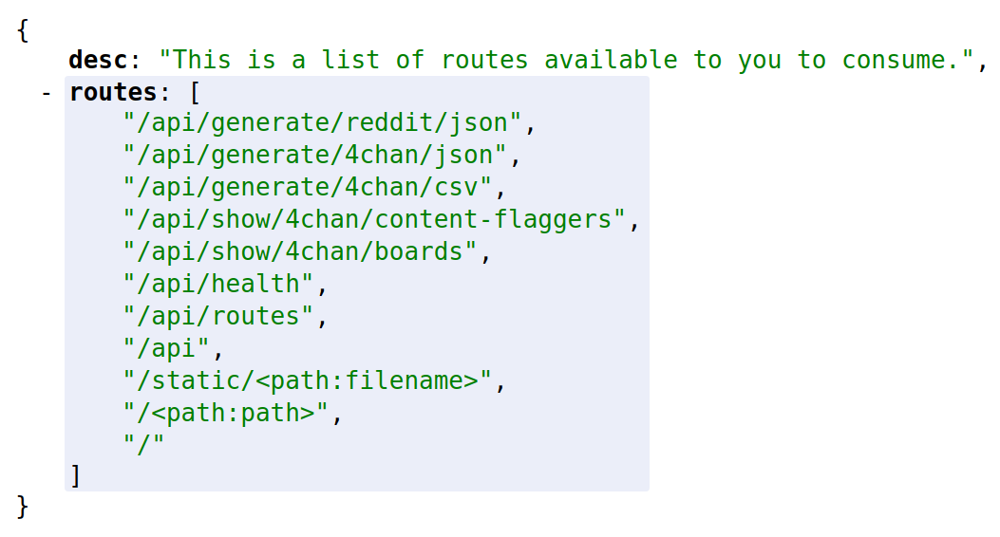 {
desc: "This is a list of routes available to you to consume.",
- routes: [
"/api/generate/reddit/json",
"/api/generate/4chan/json",
"/api/generate/4chan/csv",
"/api/show/4chan/content-flaggers",
"/api/show/4chan/boards",
"/api/health",
"/api/routes",
"/api",
"/static/<path:filename>",
"/<path:path>",
"/"
]
}